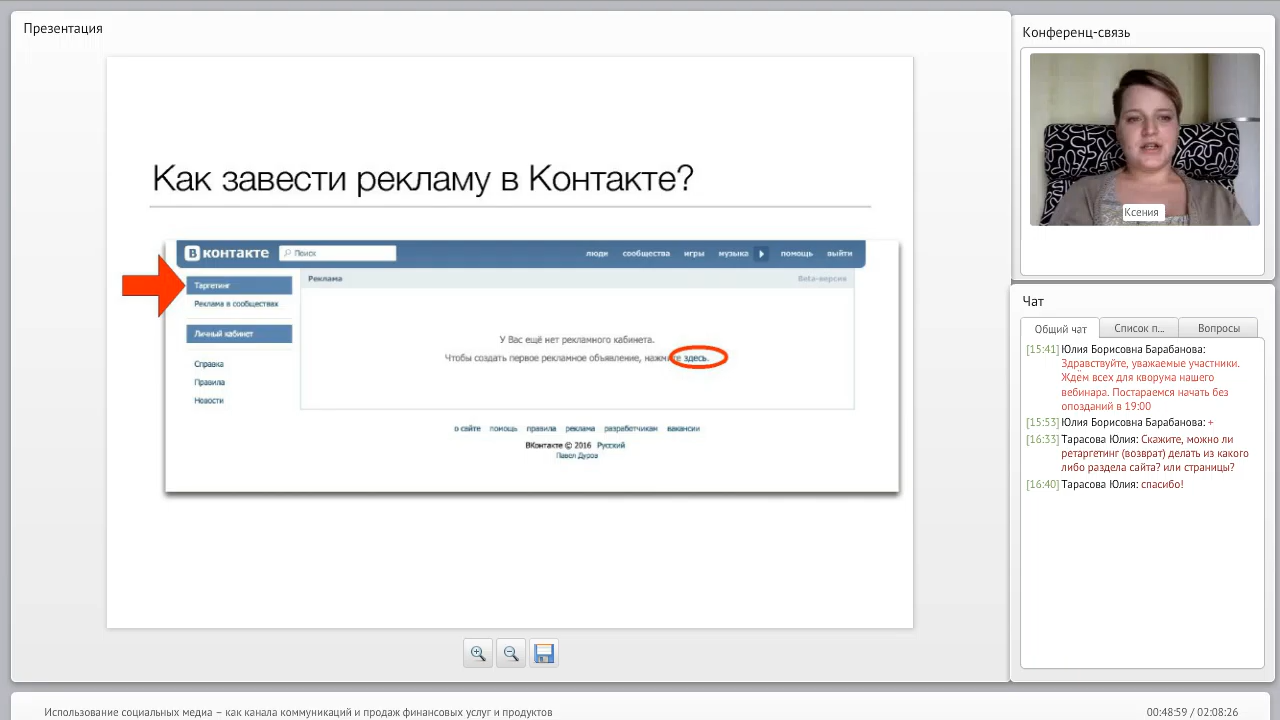 Презентация
Как завести рекламу в Контакте?
В контакте
Поиск
люди сообщества игры музыка помощь выйти
Таргетинг
Реклама в сообществах
Личный кабинет
Справка
Правила
Новости
Реклама
Beta-версия
У Вас ещё нет рекламного кабинета.
Чтобы создать первое рекламное объявление, нажмите здесь.
о сайте помощь правила реклама разработчикам вакансии
ВКонтакте © 2016 Русский
Павел Дуров
Конференц-связь
Ксения
Чат
Общий чат
Список п...
Вопросы
[15:41] Юлия Борисовна Барабанова:
Здравствуйте, уважаемые участники.
Ждём всех для кворума нашего
вебинара. Постараемся начать без
опозданий в 19:00
[15:53] Юлия Борисовна Барабанова: +
[16:33] Тарасова Юлия: Скажите, можно ли
ретаргетинг (возврат) делать из какого
либо раздела сайта? или страницы?
[16:40] Тарасова Юлия: спасибо!
Использование социальных медиа – как канала коммуникаций и продаж финансовых услуг и продуктов
00:48:59 / 02:08:26